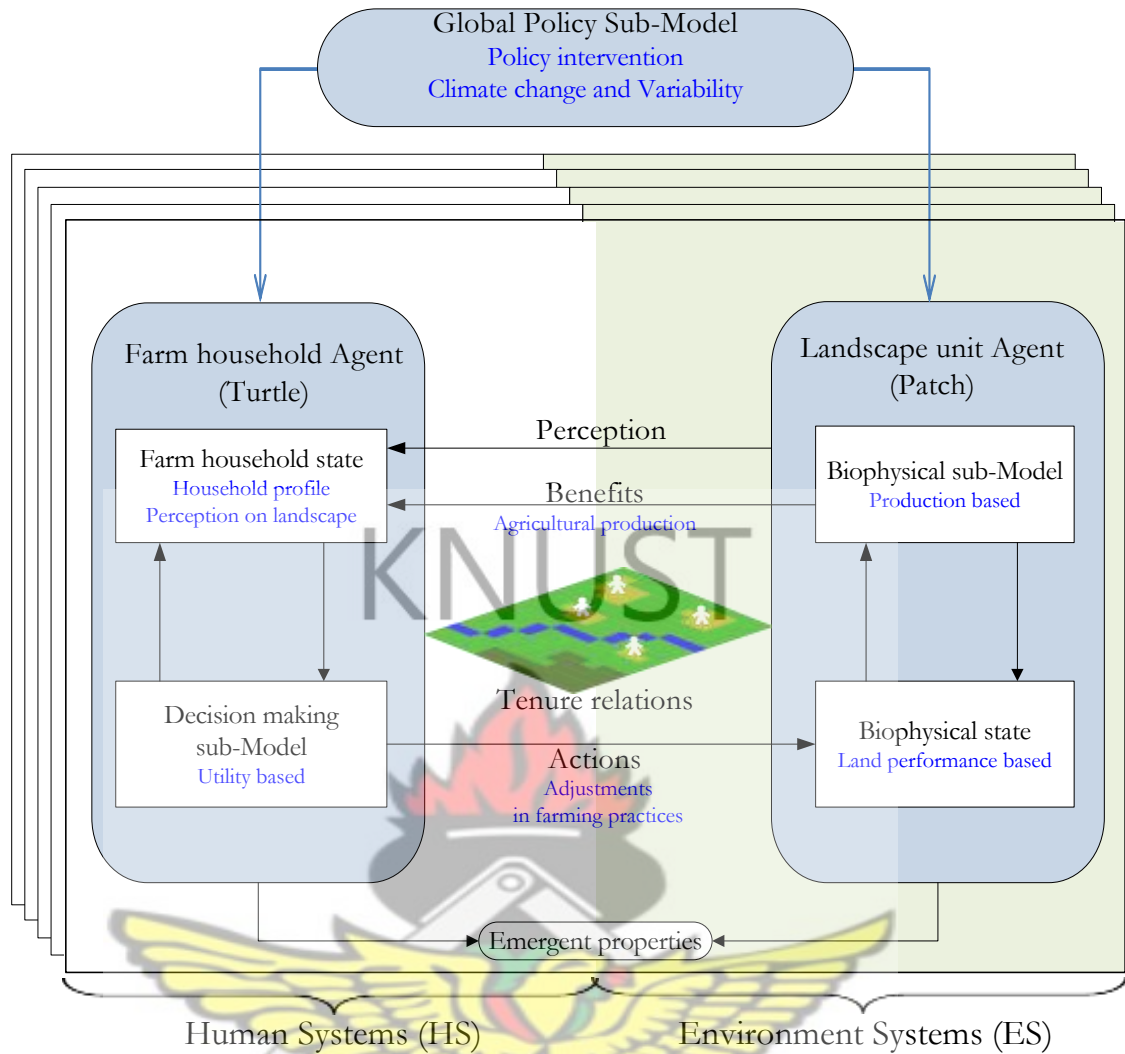 Global Policy Sub-Model
Policy intervention
Climate change and Variability
Farm household Agent
(Turtle)
Landscape unit Agent
(Patch)
Perception
Farm household state
Household profile
Perception on landscape
Biophysical sub-Model
Production based
Benefits
Agricultural production
KNUST
Tenure relations
Decision making
sub-Model
Utility based
Biophysical state
Land performance based
Actions
Adjustments
in farming practices
Emergent properties
Human Systems (HS)
Environment Systems (ES)